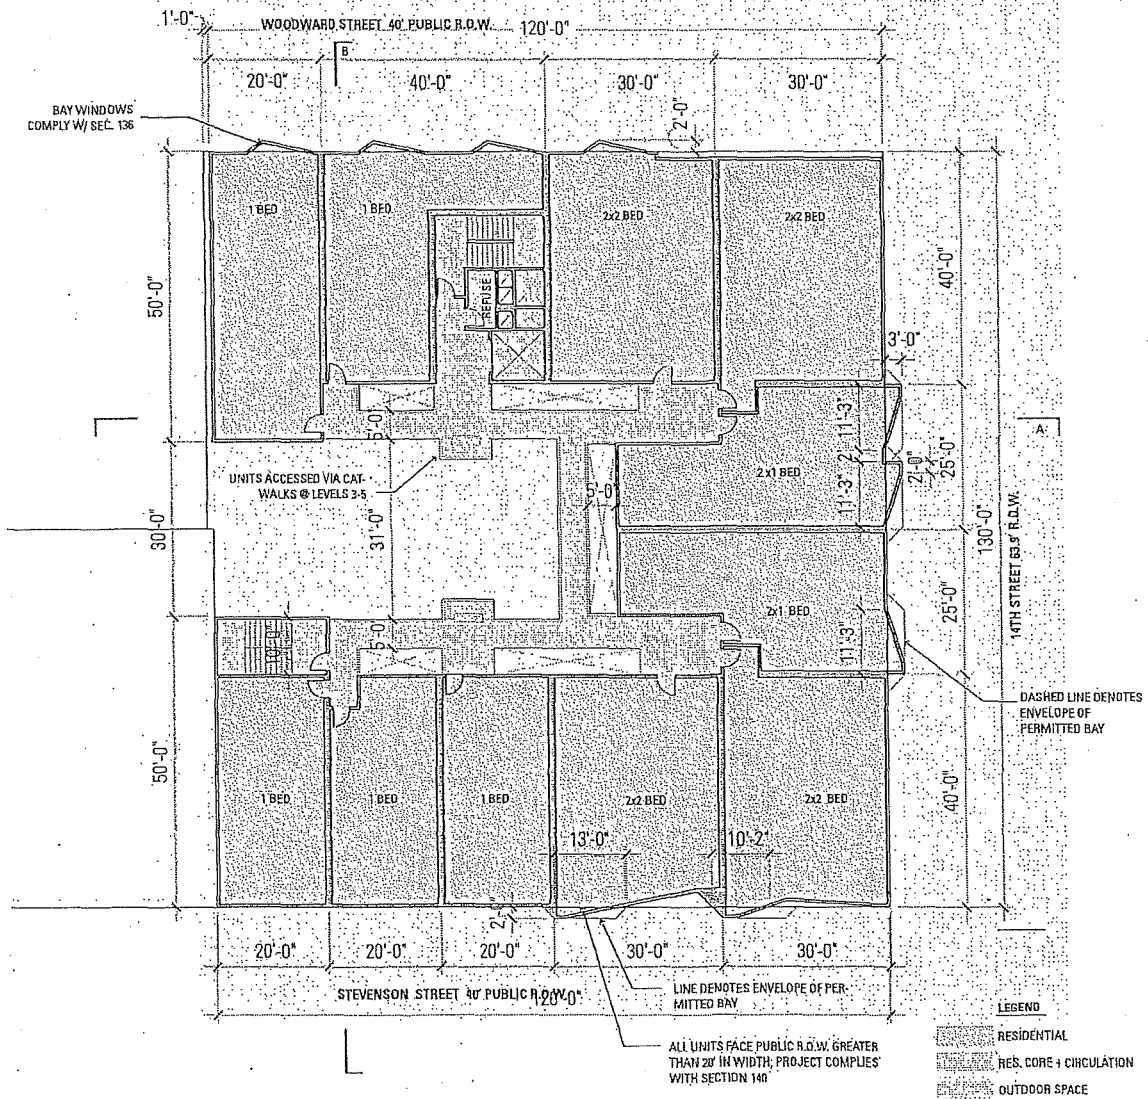 1'-0"
WOODWARD STREET 40' PUBLIC R.O.W.
120'-0"
B
20'-0"
40'-0"
30'-0"
30'-0"
BAY WINDOWS
COMPLY W/ SEC. 136
2'-0"
1 BED
1 BED
2x2 BED
2x2 BED
50'-0"
40'-0"
REFUSE
3'-0"
5'-0"
11'-3"
A
2'
2'-0"
25'-0"
UNITS ACCESSED VIA CAT-
WALKS @ LEVELS 3-5
2x1 BED
5'-0"
11'-3"
30'-0"
31'-0"
130'-0"
14TH STREET 63.9' R.O.W.
2x1 BED
25'-0"
10'-0"
5'-0"
11'-3"
DASHED LINE DENOTES
ENVELOPE OF
PERMITTED BAY
50'-0"
1 BED
1 BED
1 BED
2x2 BED
2x2 BED
40'-0"
13'-0"
10'-2"
2'-0"
20'-0"
20'-0"
20'-0"
30'-0"
30'-0"
STEVENSON STREET 40' PUBLIC R.O.W.
120'-0"
LINE DENOTES ENVELOPE OF PER-
MITTED BAY
ALL UNITS FACE PUBLIC R.O.W. GREATER
THAN 20' IN WIDTH; PROJECT COMPLIES
WITH SECTION 140
LEGEND
RESIDENTIAL
RES. CORE + CIRCULATION
OUTDOOR SPACE